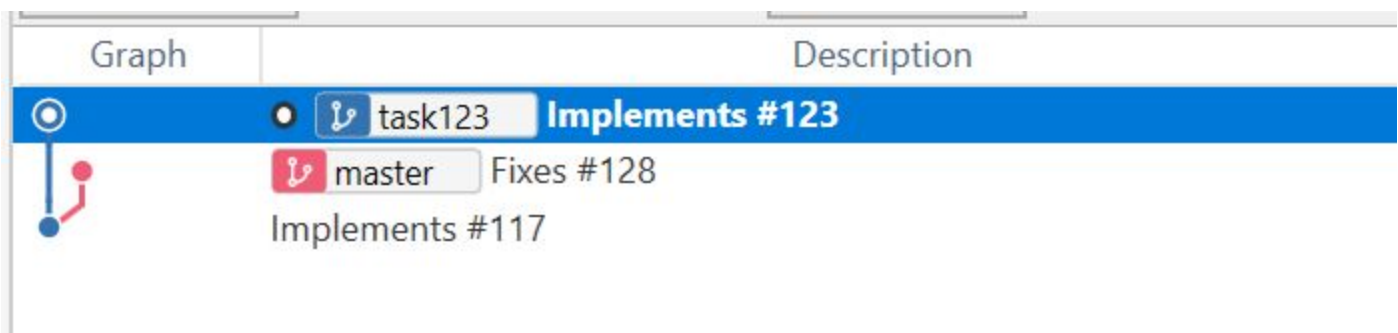 Graph Description
task123 Implements #123
master Fixes #128
Implements #117